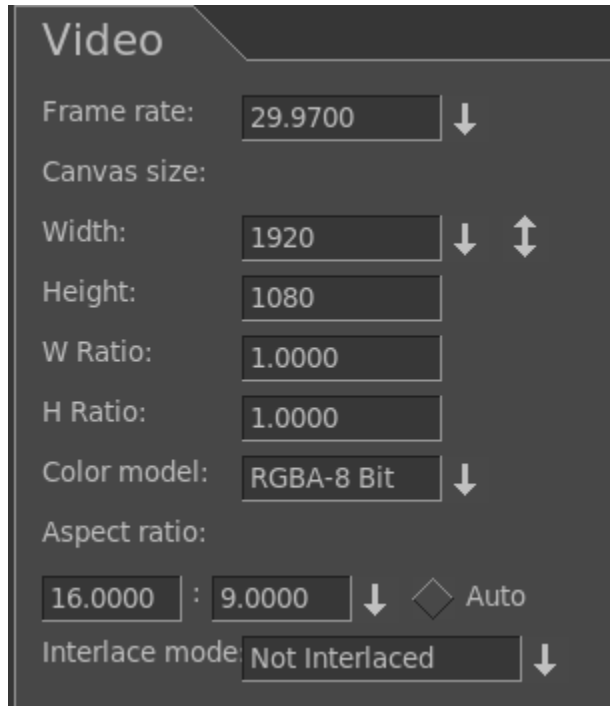 Video
Frame rate: 29.9700
Canvas size:
Width: 1920
Height: 1080
W Ratio: 1.0000
H Ratio: 1.0000
Color model: RGBA-8 Bit
Aspect ratio:
16.0000 : 9.0000 Auto
Interlace mode: Not Interlaced